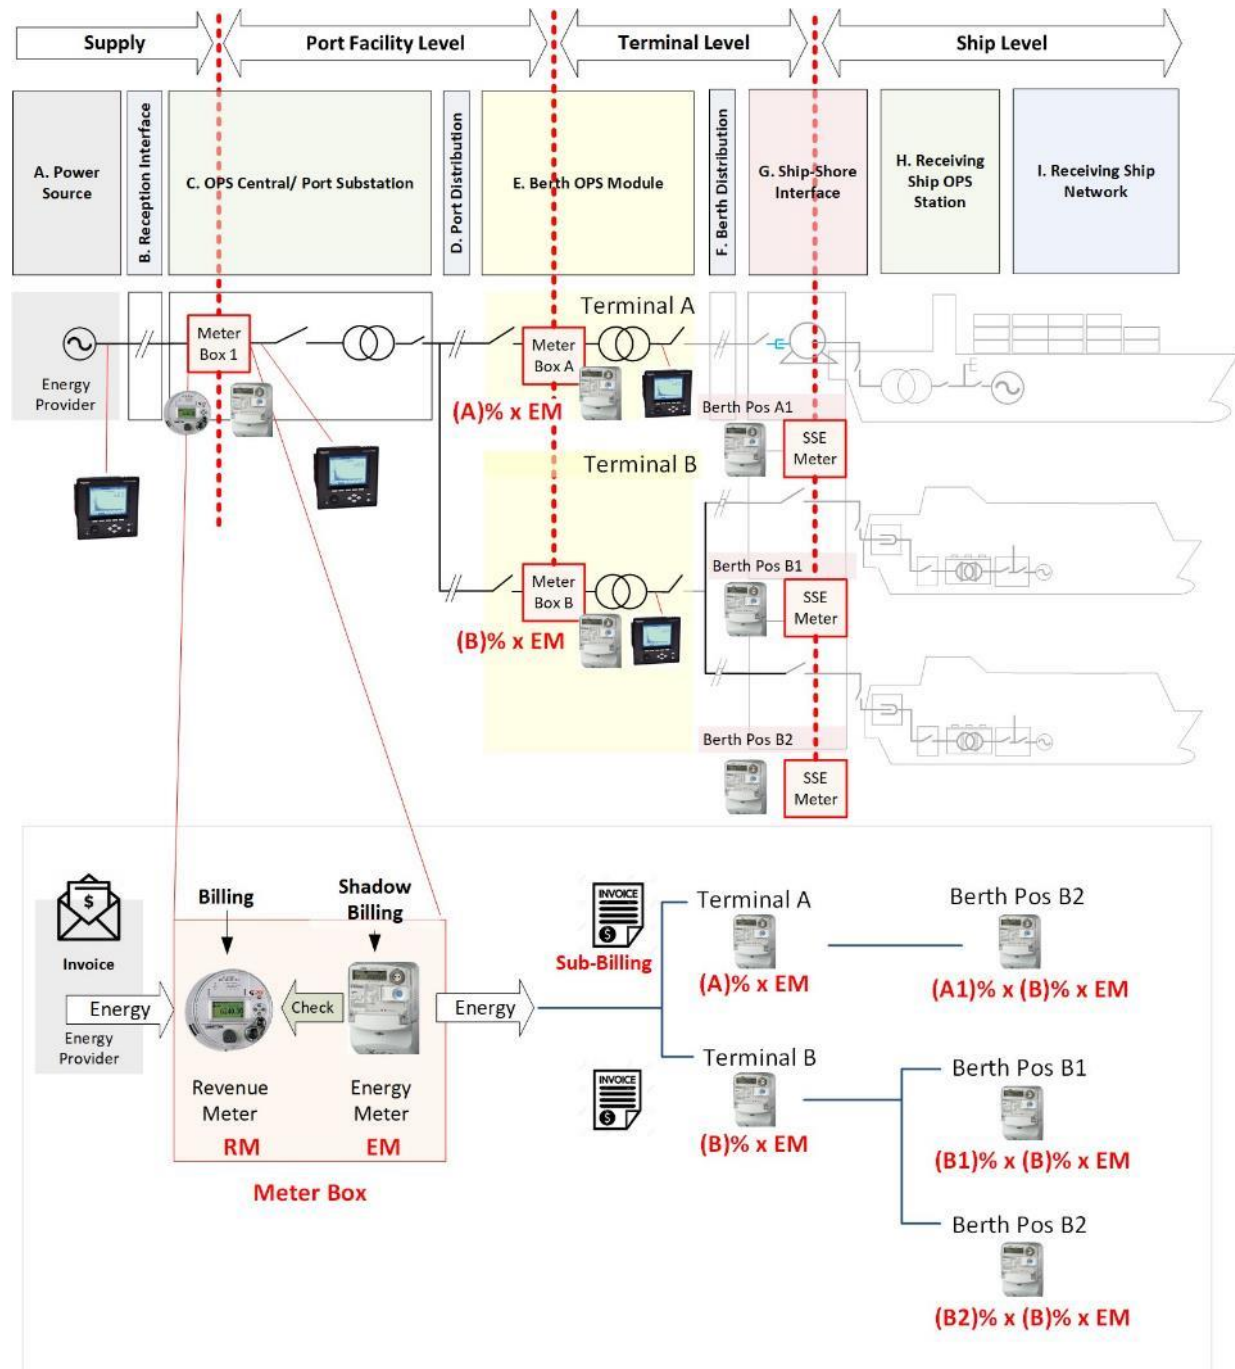 Supply
Port Facility Level
Terminal Level
Ship Level
A. Power
Source
B. Reception Interface
C. OPS Central/ Port Substation
D. Port Distribution
E. Berth OPS Module
F. Berth Distribution
G. Ship-Shore
Interface
H. Receiving
Ship OPS
Station
I. Receiving Ship
Network
Energy
Provider
Meter
Box 1
Terminal A
Meter
Box A
(A)% x EM
Berth Pos A1
SSE
Meter
Terminal B
Meter
Box B
(B)% x EM
Berth Pos B1
SSE
Meter
Berth Pos B2
SSE
Meter
$
Invoice
Energy
Energy
Provider
Billing
Shadow
Billing
Check
Revenue
Meter
RM
Energy
Meter
EM
Meter Box
Energy
INVOICE
$
Sub-Billing
INVOICE
$
Terminal A
(A)% x EM
Berth Pos B2
(A1)% x (B)% x EM
Terminal B
(B)% x EM
Berth Pos B1
(B1)% x (B)% x EM
Berth Pos B2
(B2)% x (B)% x EM